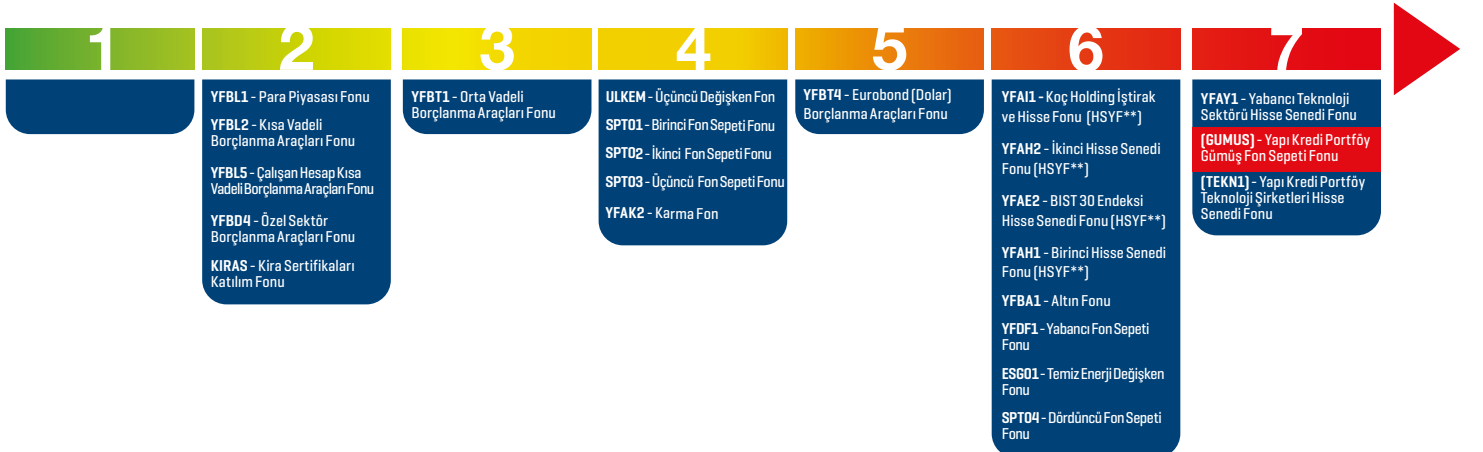 1
2
3
4
5
6
7
YFBL1 - Para Piyasası Fonu
YFBL2 - Kısa Vadeli
Borçlanma Araçları Fonu
YFBL5 - Çalışan Hesap Kısa
Vadeli Borçlanma Araçları Fonu
YFBD4 - Özel Sektör
Borçlanma Araçları Fonu
KIRAS - Kira Sertifikaları
Katılım Fonu
YFBT1 - Orta Vadeli
Borçlanma Araçları Fonu
ULKEM - Üçüncü Değişken Fon
SPT01 - Birinci Fon Sepeti Fonu
SPT02 - İkinci Fon Sepeti Fonu
SPT03 - Üçüncü Fon Sepeti Fonu
YFAK2 - Karma Fon
YFBT4 - Eurobond (Dolar)
Borçlanma Araçları Fonu
YFAI1 - Koç Holding İştirak
ve Hisse Fonu (HSYF**)
YFAH2 - İkinci Hisse Senedi
Fonu (HSYF**)
YFAE2 - BIST 30 Endeksi
Hisse Senedi Fonu (HSYF**)
YFAH1 - Birinci Hisse Senedi
Fonu (HSYF**)
YFBA1 - Altın Fonu
YFDF1 - Yabancı Fon Sepeti
Fonu
ESG01 - Temiz Enerji Değişken
Fonu
SPT04 - Dördüncü Fon Sepeti
Fonu
YFAY1 - Yabancı Teknoloji
Sektörü Hisse Senedi Fonu
(GUMUS) - Yapı Kredi Portföy
Gümüş Fon Sepeti Fonu
(TEKN1) - Yapı Kredi Portföy
Teknoloji Şirketleri Hisse
Senedi Fonu